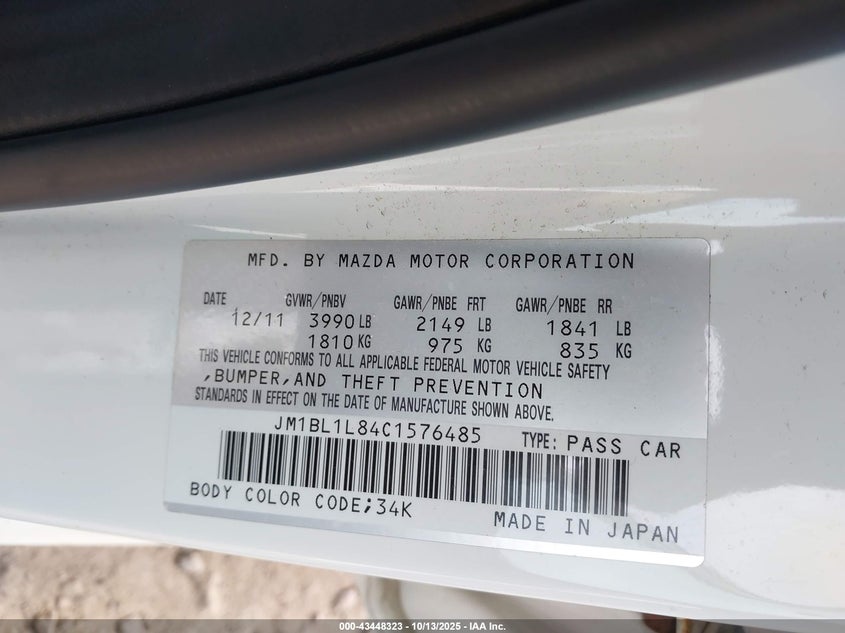 MFD. BY MAZDA MOTOR CORPORATION
DATE GVWR/PNBV GAWR/PNBE FRT GAWR/PNBE RR
12/11 3990 LB 2149 LB 1841 LB
1810 KG 975 KG 835 KG
THIS VEHICLE CONFORMS TO ALL APPLICABLE FEDERAL MOTOR VEHICLE SAFETY
,BUMPER,AND THEFT PREVENTION
STANDARDS IN EFFECT ON THE DATE OF MANUFACTURE SHOWN ABOVE.
JM1BL1L84C1576485 TYPE: PASS CAR
BODY COLOR CODE;34K MADE IN JAPAN
000-43448323 | 10/13/2025 - IAA Inc.